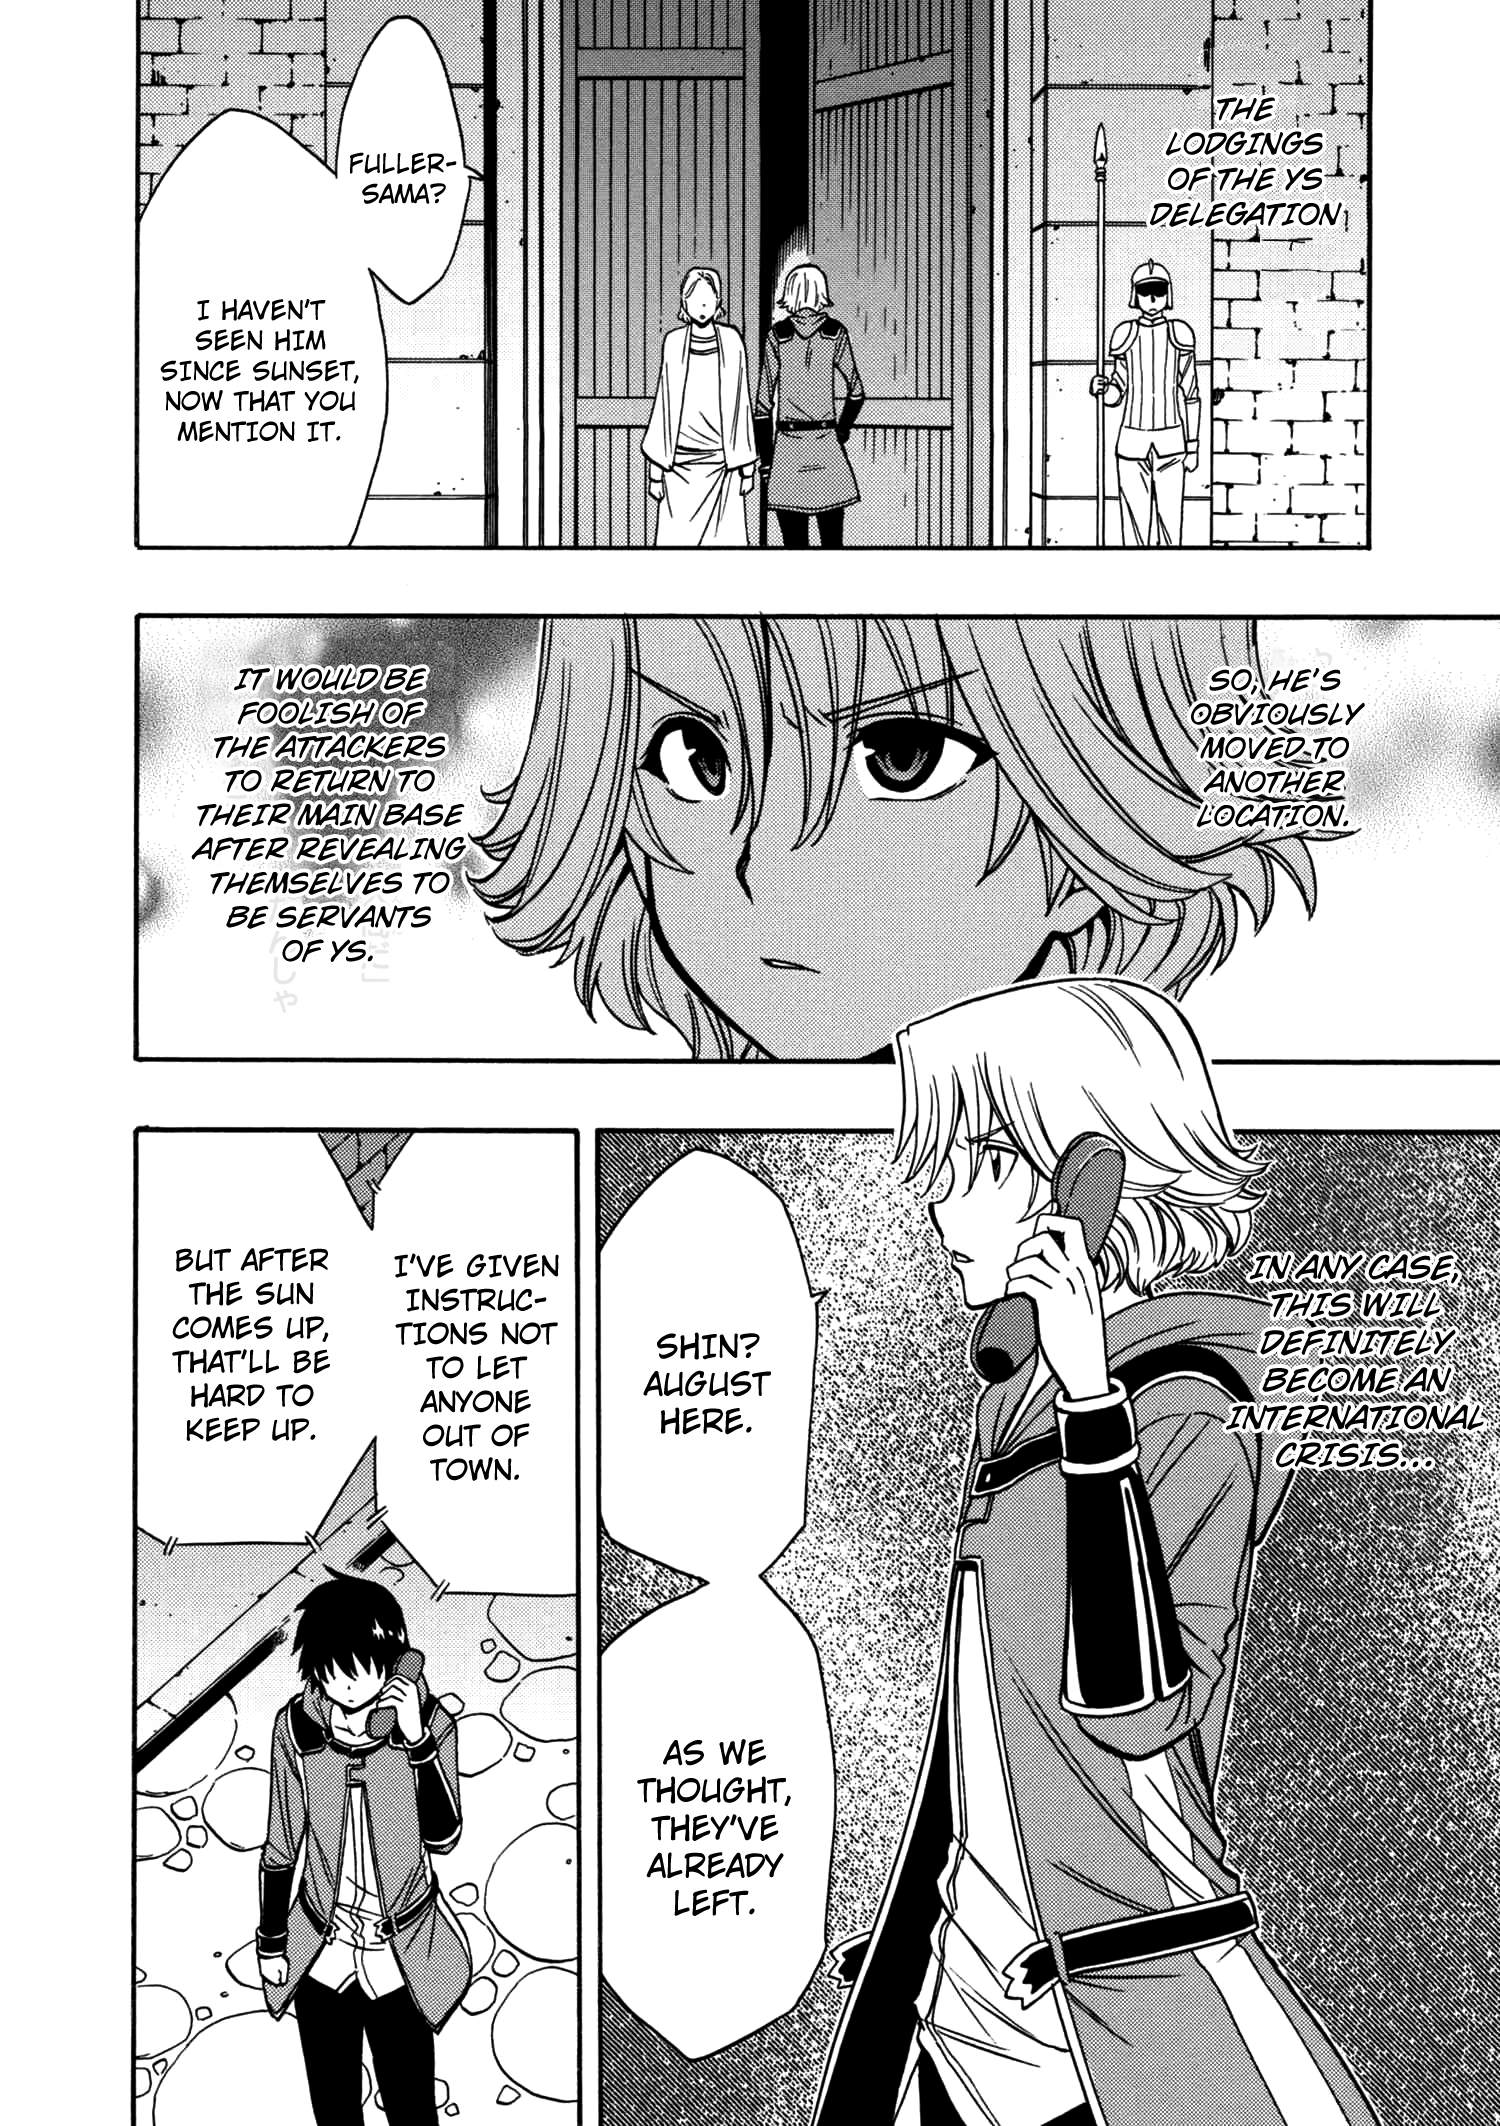 THE
LODGINGS
OF THE YS
DELEGATION
FULLER-
SAMA?
I HAVEN'T
SEEN HIM
SINCE SUNSET,
NOW THAT YOU
MENTION IT.
SO, HE'S
OBVIOUSLY
MOVED TO
ANOTHER
LOCATION.
IT WOULD BE
FOOLISH OF
THE ATTACKERS
TO RETURN TO
THEIR MAIN BASE
AFTER REVEALING
THEMSELVES TO
BE SERVANTS
OF YS.
IN ANY CASE,
THIS WILL
DEFINITELY
BECOME AN
INTERNATIONAL
CRISIS...
SHIN?
AUGUST
HERE.
AS WE
THOUGHT,
THEY'VE
ALREADY
LEFT.
I'VE GIVEN
INSTRUC-
TIONS NOT
TO LET
ANYONE
OUT OF
TOWN.
BUT AFTER
THE SUN
COMES UP,
THAT'LL BE
HARD TO
KEEP UP.